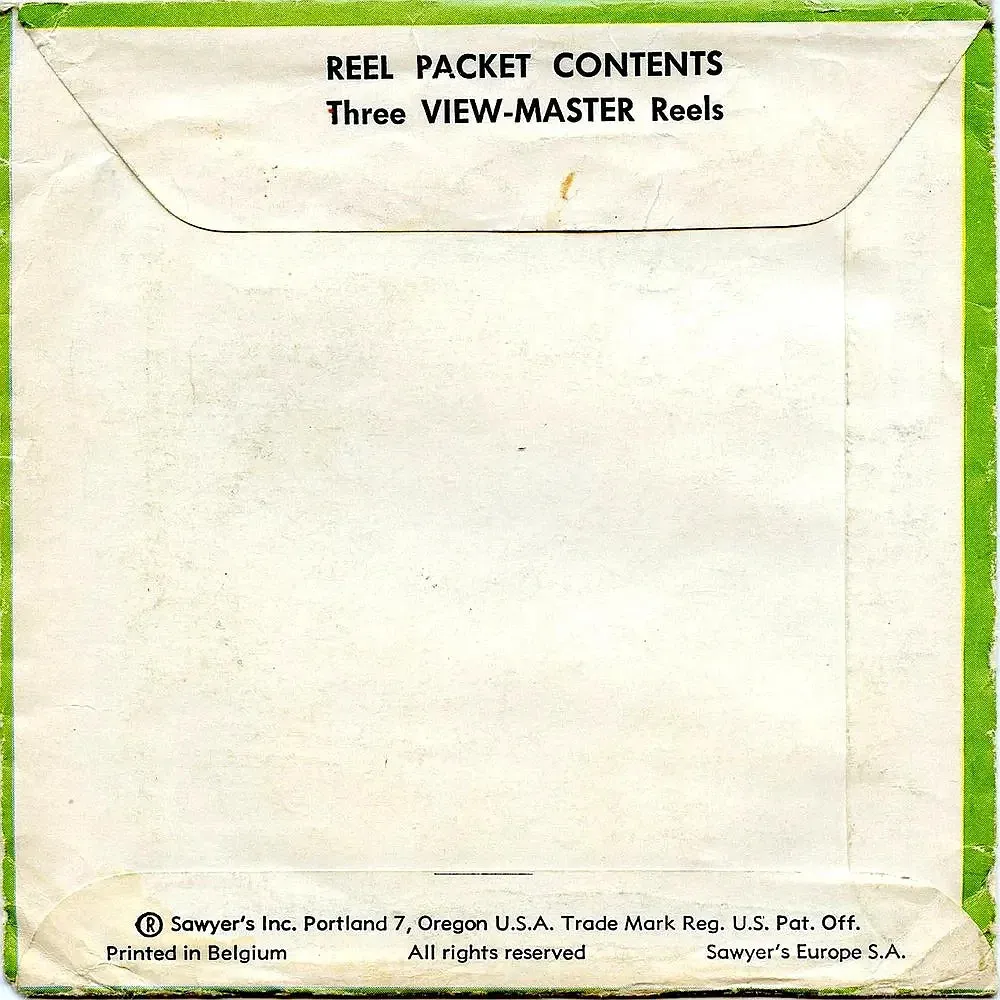 REEL PACKET CONTENTS
Three VIEW-MASTER Reels
® Sawyer's Inc. Portland 7, Oregon U.S.A. Trade Mark Reg. U.S. Pat. Off.
Printed in Belgium All rights reserved Sawyer's Europe S.A.